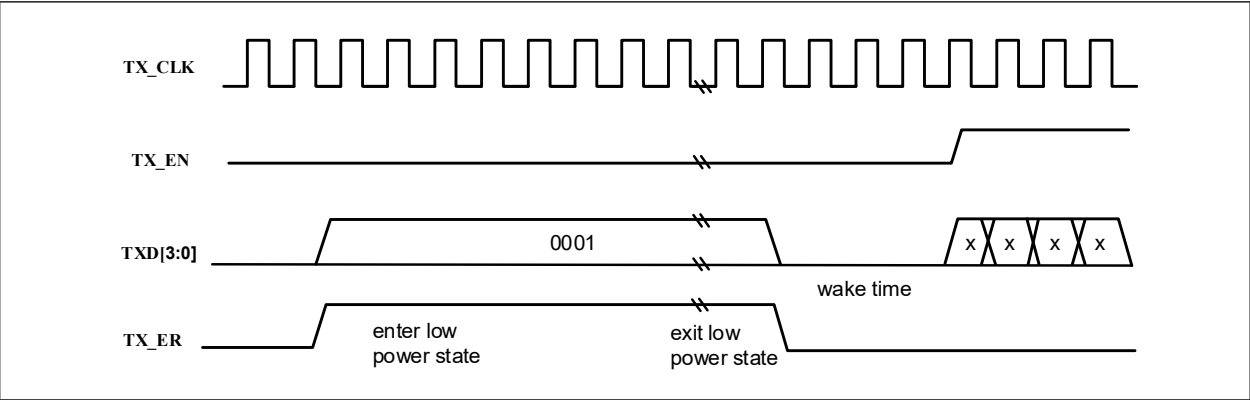 TX_CLK
TX_EN
TXD[3:0]
0001
x x x x
wake time
TX_ER
enter low
power state
exit low
power state